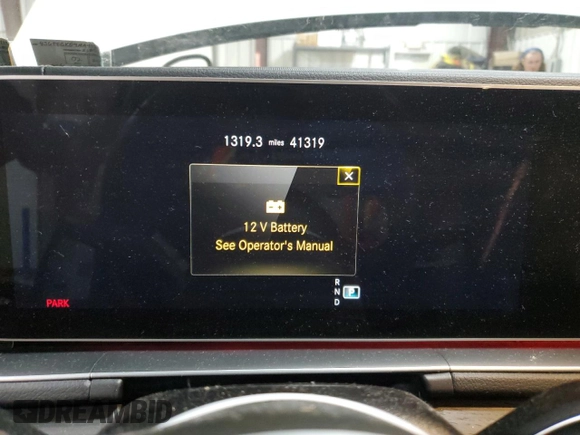 1319.3 miles 41319
12 V Battery
See Operator's Manual
R
N
P
D
PARK
DREAMBID